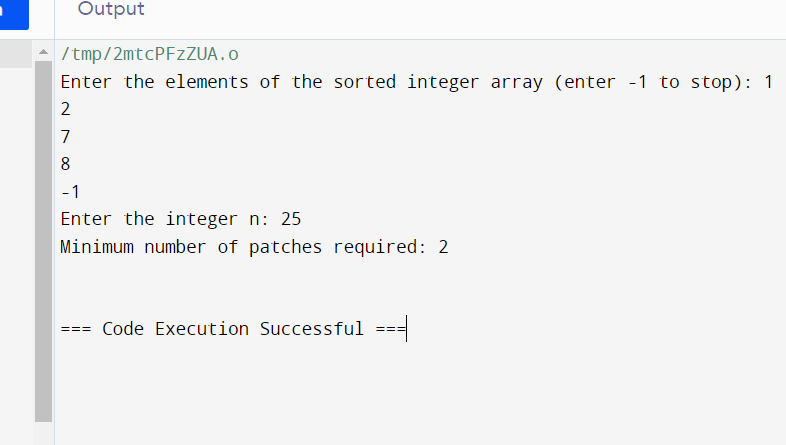 Output
/tmp/2mtcPFzZUA.o
Enter the elements of the sorted integer array (enter -1 to stop): 1
2
7
8
-1
Enter the integer n: 25
Minimum number of patches required: 2
=== Code Execution Successful ===